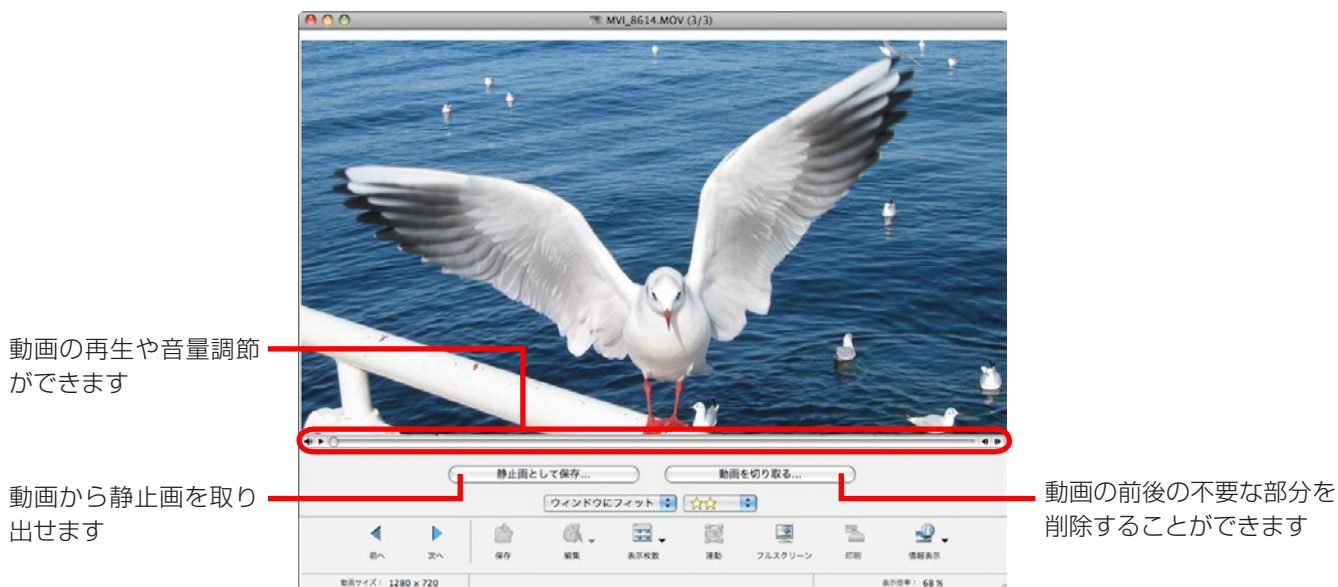 MVI_8614.MOV (3/3)
動画の再生や音量調節
ができます
静止画として保存...
動画を切り取る...
動画から静止画を取り
出せます
動画の前後の不要な部分を
削除することができます
ウィンドウにフィット
前へ
次へ
保存
編集
表示枚数
連動
フルスクリーン
印刷
情報表示
動画サイズ: 1280 x 720
表示倍率: 68 %